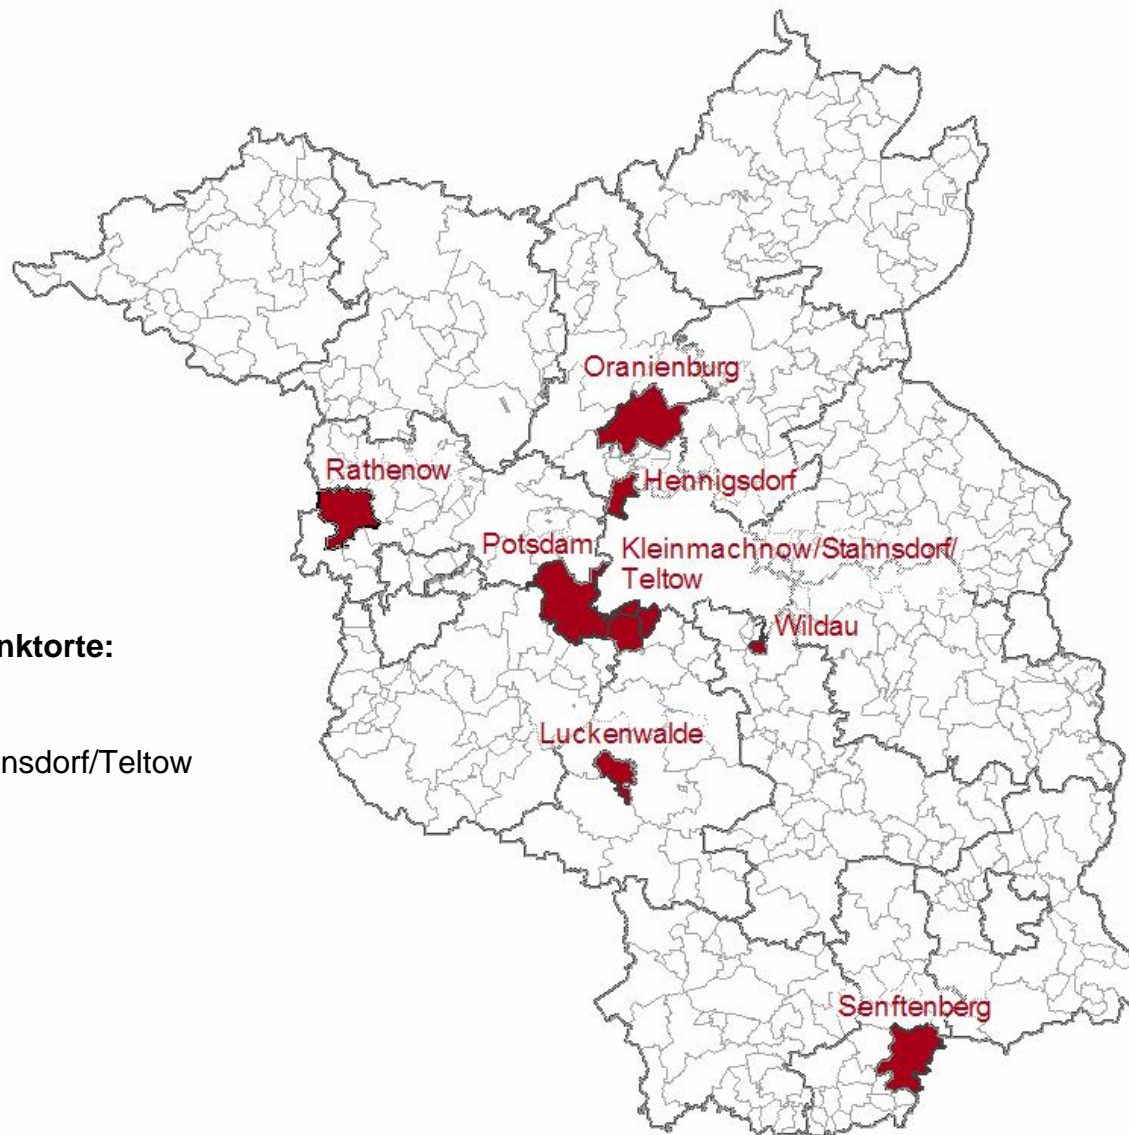 Oranienburg
Rathenow
Hennigsdorf
Potsdam
Kleinmachnow/Stahnsdorf/
Teltow
Wildau
nktorte:
Luckenwalde
nsdorf/Teltow
Senftenberg